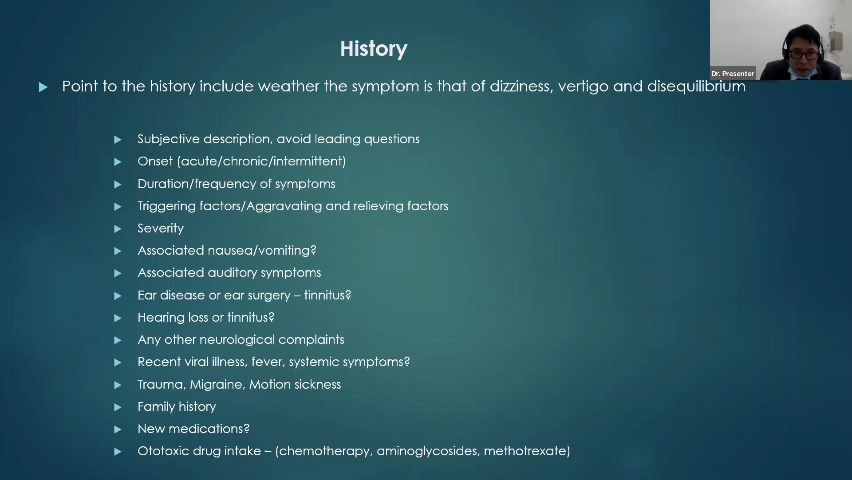 History
Dr. Presenter
Point to the history include weather the symptom is that of dizziness, vertigo and disequilibrium
Subjective description, avoid leading questions
Onset (acute/chronic/intermittent)
Duration/frequency of symptoms
Triggering factors/Aggravating and relieving factors
Severity
Associated nausea/vomiting?
Associated auditory symptoms
Ear disease or ear surgery – tinnitus?
Hearing loss or tinnitus?
Any other neurological complaints
Recent viral illness, fever, systemic symptoms?
Trauma, Migraine, Motion sickness
Family history
New medications?
Ototoxic drug intake – (chemotherapy, aminoglycosides, methotrexate)